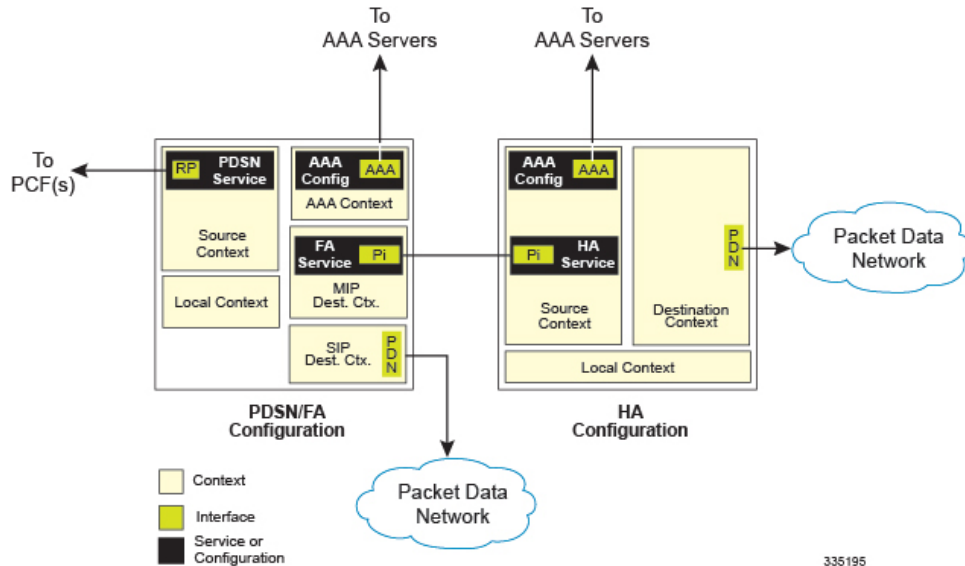 To
AAA Servers
To
AAA Servers
To
PCF(s)
RP
PDSN
Service
Source
Context
Local Context
AAA
Config
AAA
AAA Context
FA
Service
Pi
MIP
Dest. Ctx.
SIP
Dest. Ctx.
PDN
PDSN/FA
Configuration
AAA
Config
AAA
Pi
HA
Service
Source
Context
PDN
Destination
Context
Local Context
HA
Configuration
Packet Data
Network
Packet Data
Network
Context
Interface
Service or
Configuration
335195